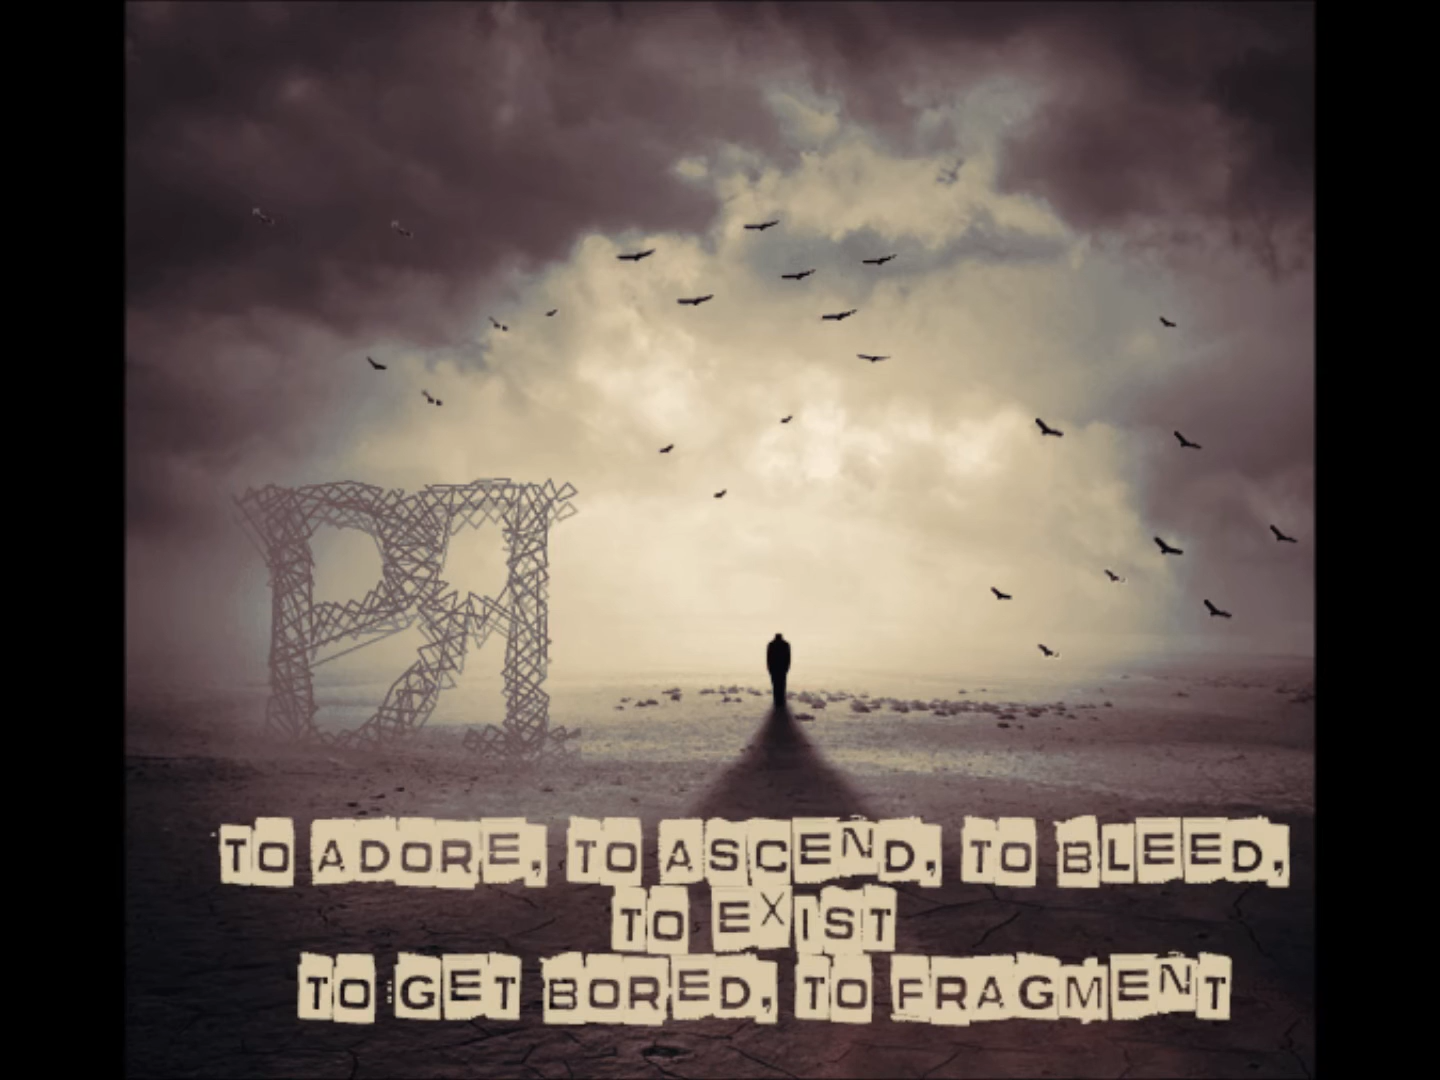 TO ADORE, TO ASCEND, TO BLEED,
TO EXIST
TO GET BORED, TO FRAGMENT